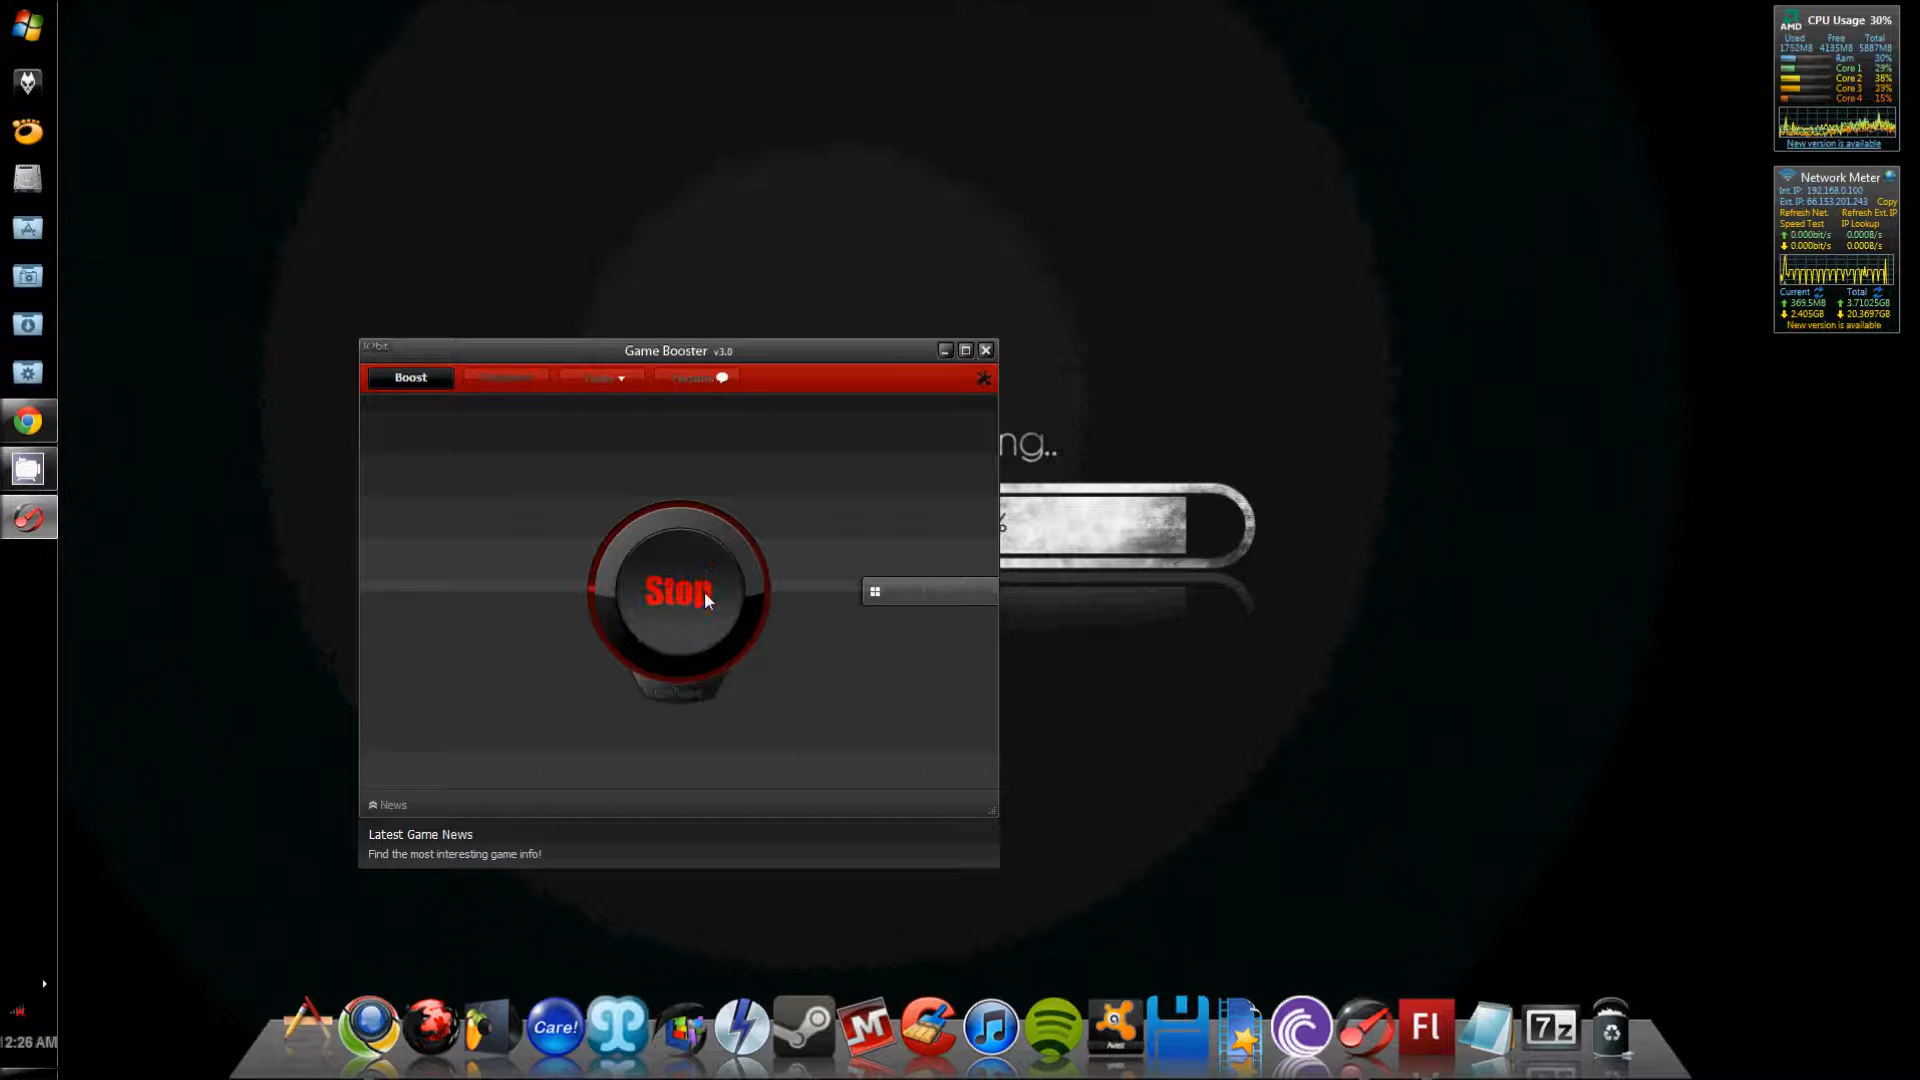 AMD CPU Usage 30%
Used Free Total
1752MB 4135MB 5887MB
Ram 30%
Core 1 29%
Core 2 38%
Core 3 39%
Core 4 15%
New version is available
Network Meter
Int. IP: 192.168.0.100
Ext. IP: 66.153.201.243 Copy
Refresh Net. Refresh Ext. IP
Speed Test IP Lookup
0.000bit/s 0.000B/s
0.000bit/s 0.000B/s
Current Total
369.5MB 3.71025GB
2.405GB 20.3697GB
New version is available
IObit
Game Booster v3.0
Boost
ng..
%
Stop
News
Latest Game News
Find the most interesting game info!
12:26 AM
Care!
M
Avast
Fl
7z